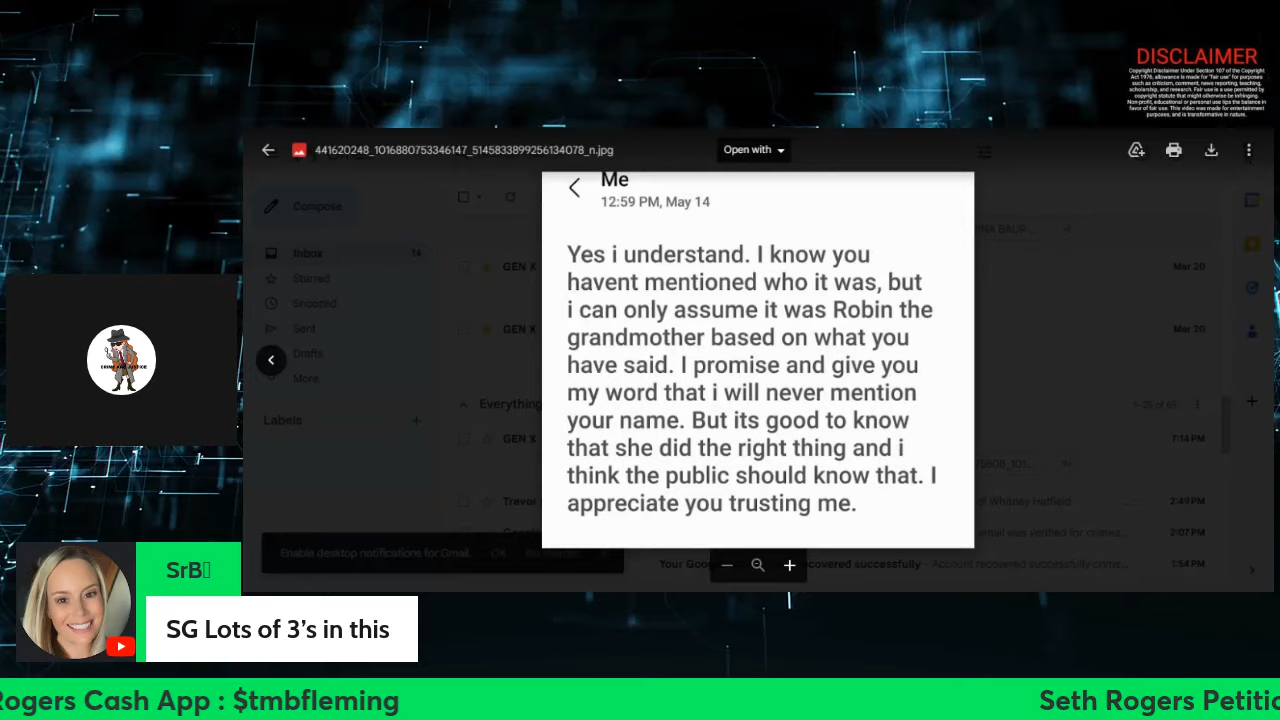 DISCLAIMER
Copyright Disclaimer Under Section 107 of the Copyright
Act 1976, allowance is made for "fair use" for purposes
such as criticism, comment, news reporting, teaching,
scholarship, and research. Fair use is a use permitted by
copyright statute that might otherwise be infringing.
Non-profit, educational or personal use tips the balance in
favor of fair use. This video was made for entertainment
purposes, and is transformative in nature.
441620248_1016880753346147_5145833899256134078_n.jpg
Open with
Me
12:59 PM, May 14
Yes i understand. I know you
havent mentioned who it was, but
i can only assume it was Robin the
grandmother based on what you
have said. I promise and give you
my word that i will never mention
your name. But its good to know
that she did the right thing and i
think the public should know that. I
appreciate you trusting me.
Compose
Inbox 14
Starred
Snoozed
Sent
Drafts
More
Labels
GEN X Mar 20
GEN X Mar 20
Everything
GEN X 7:14 PM
Trevor of Whitney Hatfield 2:49 PM
2:07 PM
Enable desktop notifications for Gmail. OK
Your recovered successfully - Account recovered successfully 1:54 PM
CRIME AND JUSTICE
SrB
SG Lots of 3's in this
Rogers Cash App : $tmbfleming
Seth Rogers Petitio